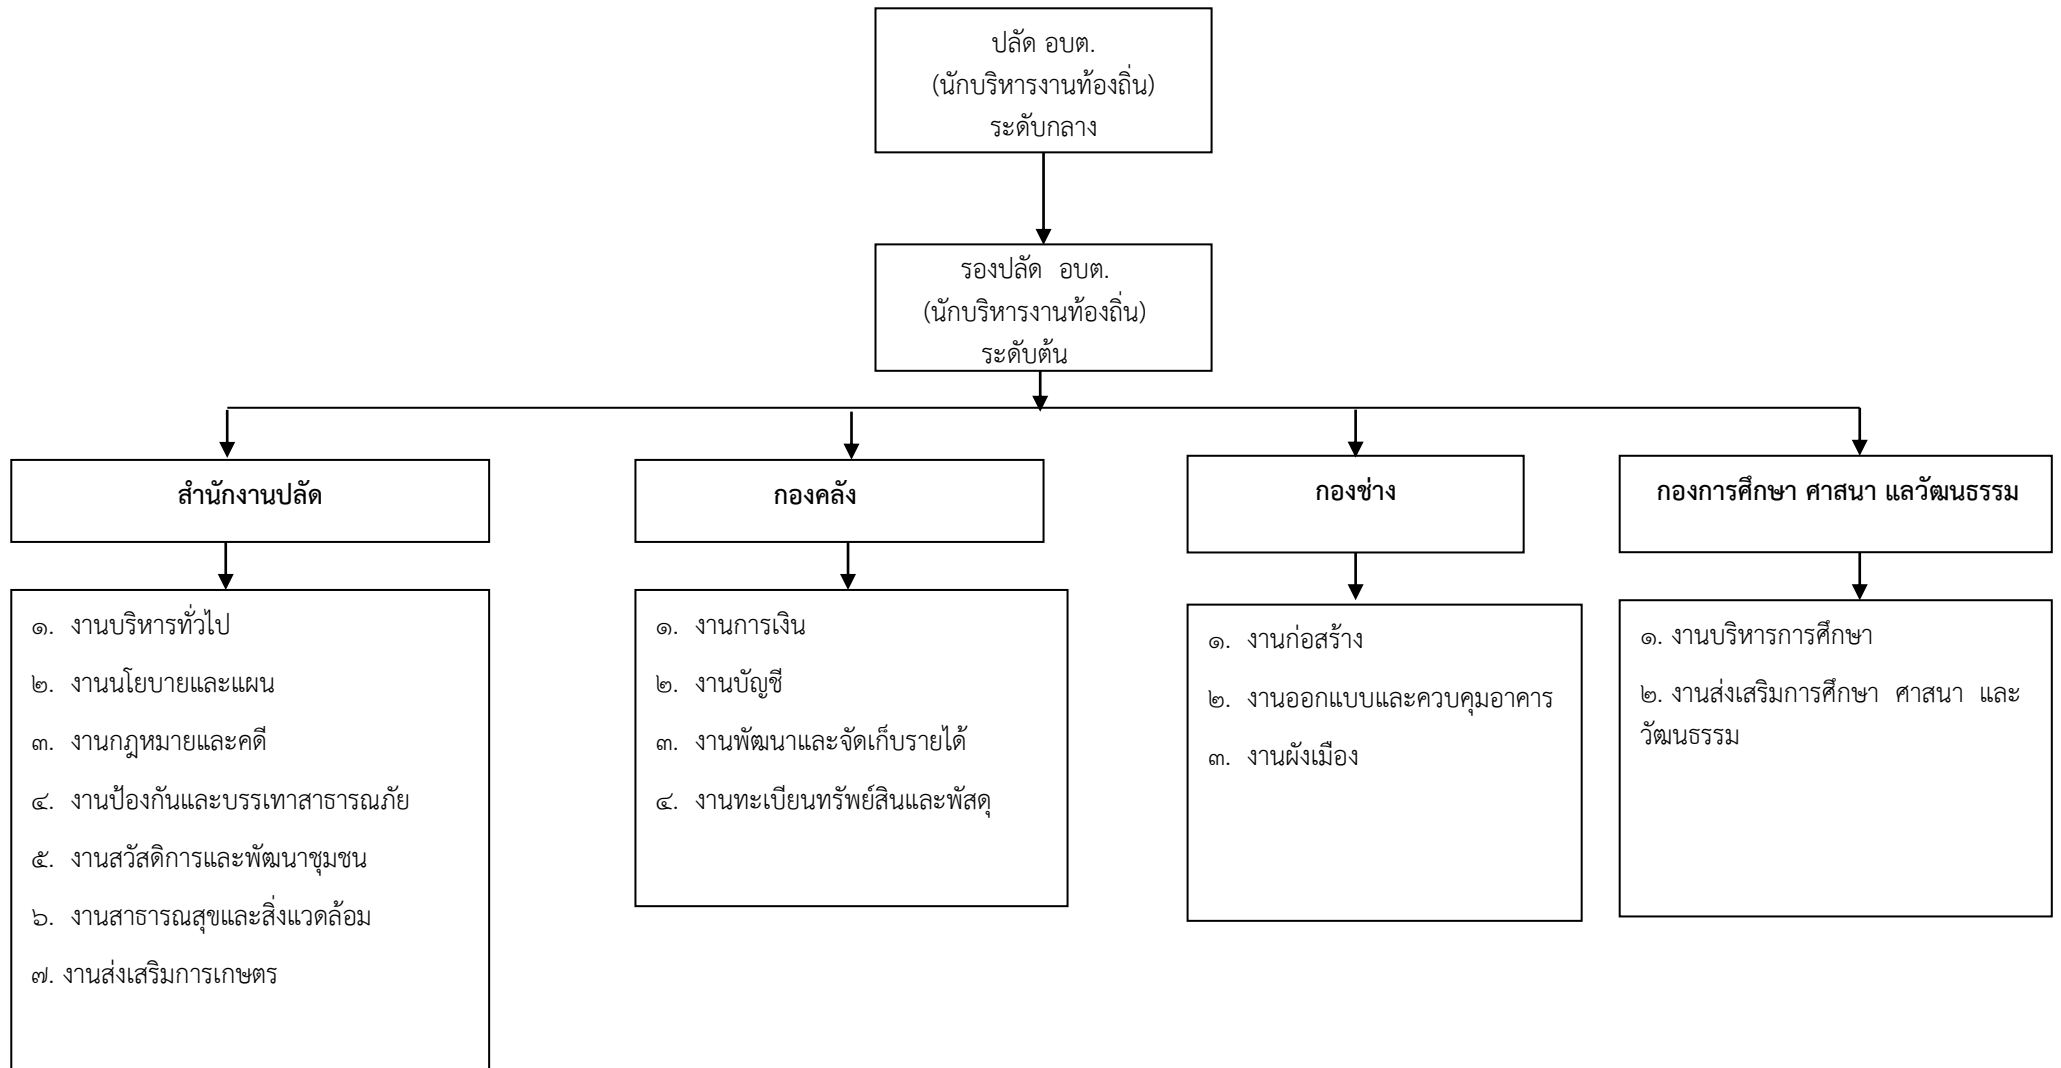 ปลัด อบต.
(นักบริหารงานท้องถิ่น)
ระดับกลาง
รองปลัด อบต.
(นักบริหารงานท้องถิ่น)
ระดับต้น
สำนักงานปลัด
๑. งานบริหารทั่วไป
๒. งานนโยบายและแผน
๓. งานกฎหมายและคดี
๔. งานป้องกันและบรรเทาสาธารณภัย
๕. งานสวัสดิการและพัฒนาชุมชน
๖. งานสาธารณสุขและสิ่งแวดล้อม
๗. งานส่งเสริมการเกษตร
กองคลัง
๑. งานการเงิน
๒. งานบัญชี
๓. งานพัฒนาและจัดเก็บรายได้
๔. งานทะเบียนทรัพย์สินและพัสดุ
กองช่าง
๑. งานก่อสร้าง
๒. งานออกแบบและควบคุมอาคาร
๓. งานผังเมือง
กองการศึกษา ศาสนา แลวัฒนธรรม
๑. งานบริหารการศึกษา
๒. งานส่งเสริมการศึกษา ศาสนา และ
วัฒนธรรม